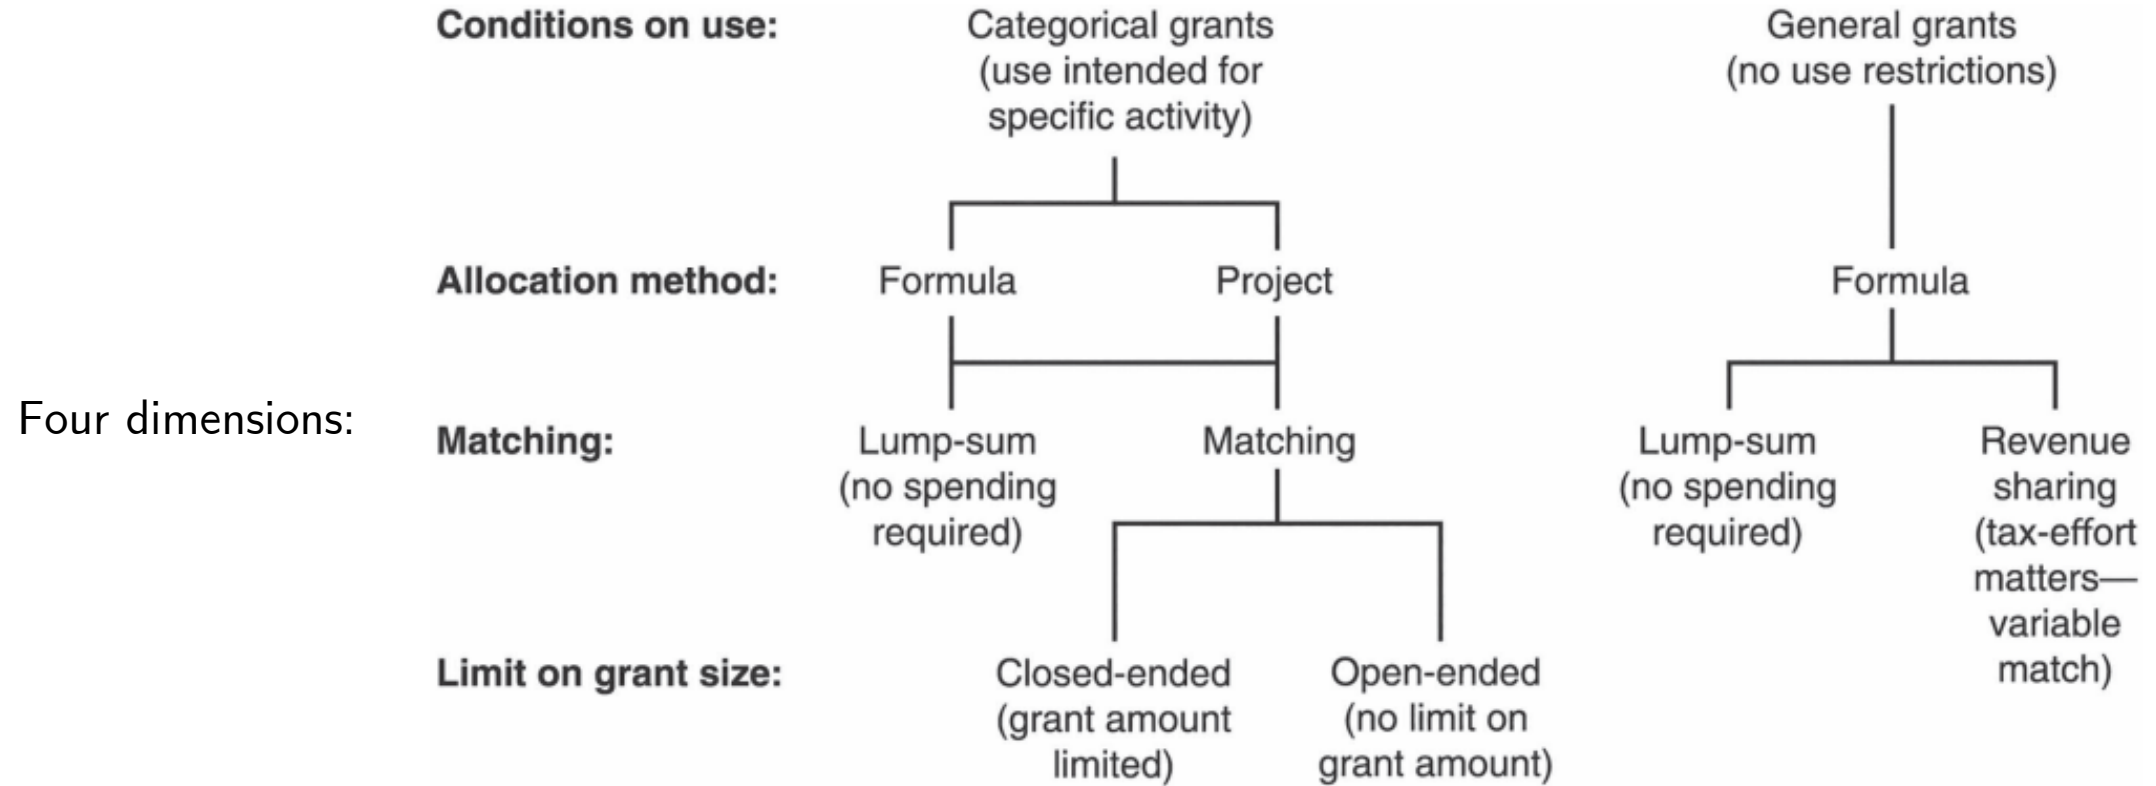 Four dimensions:
Conditions on use:
Categorical grants
(use intended for
specific activity)
General grants
(no use restrictions)
Allocation method:
Formula
Project
Formula
Matching:
Lump-sum
(no spending
required)
Matching
Lump-sum
(no spending
required)
Revenue
sharing
(tax-effort
matters—
variable
match)
Limit on grant size:
Closed-ended
(grant amount
limited)
Open-ended
(no limit on
grant amount)